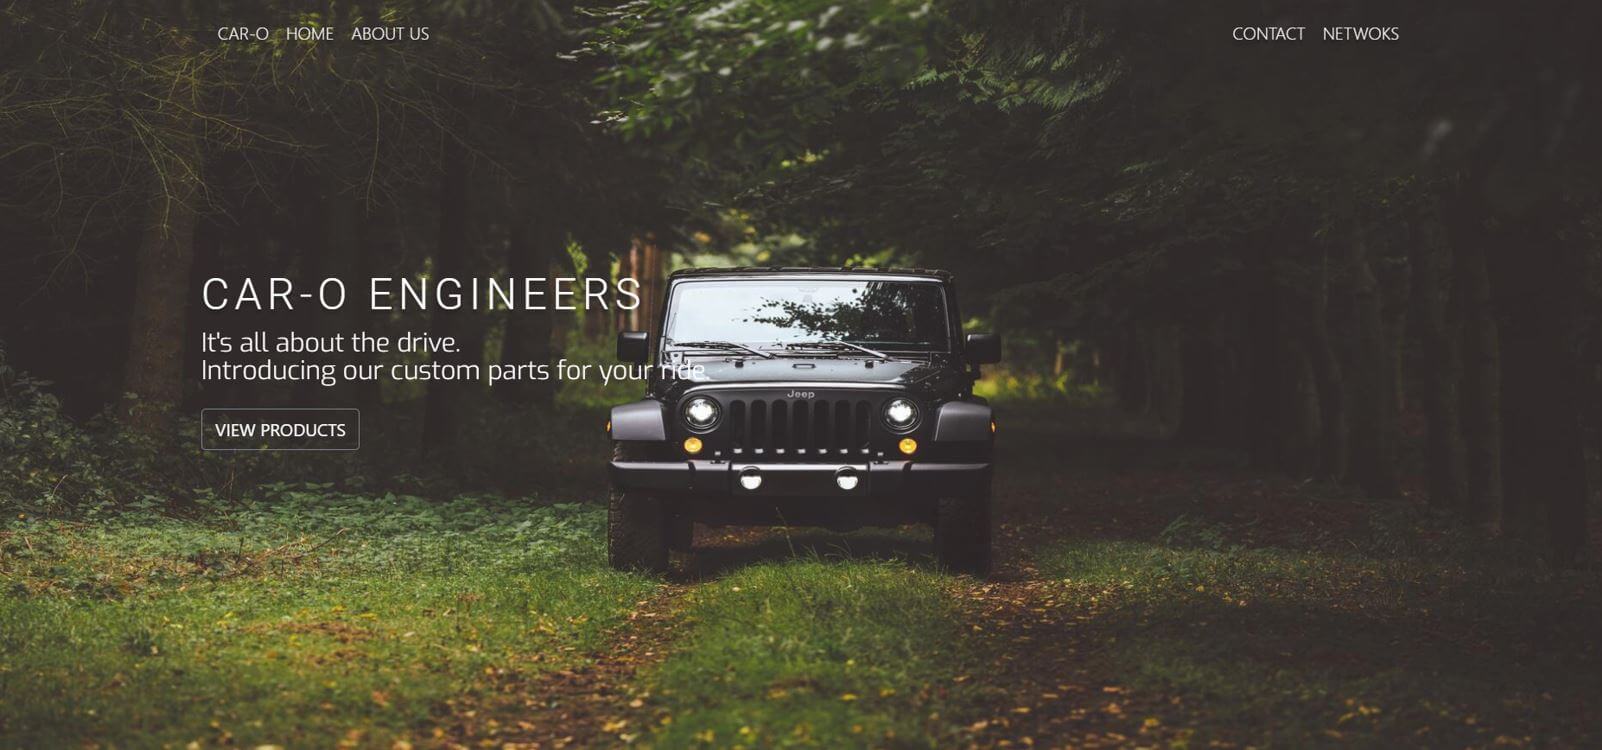 CAR-O HOME ABOUT US CONTACT NETWOKS
CAR-O ENGINEERS
It's all about the drive.
Introducing our custom parts for your ride.
Jeep
VIEW PRODUCTS